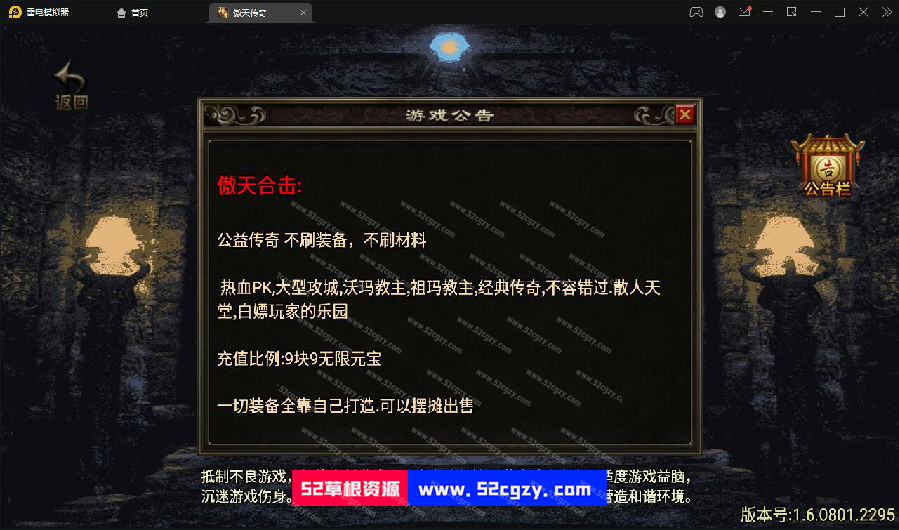 雷电模拟器
首页
傲天传奇
返回
游戏公告
公告栏
傲天合击:
公益传奇 不刷装备，不刷材料
热血PK,大型攻城,沃玛教主,祖玛教主,经典传奇,不容错过.散人天
堂,白嫖玩家的乐园
充值比例:9块9无限元宝
一切装备全靠自己打造.可以摆摊出售
www.52cgzy.com
抵制不良游戏，
适度游戏益脑，
沉迷游戏伤身。
营造和谐环境。
52草根资源 www.52cgzy.com
版本号:1.6.0801.2295